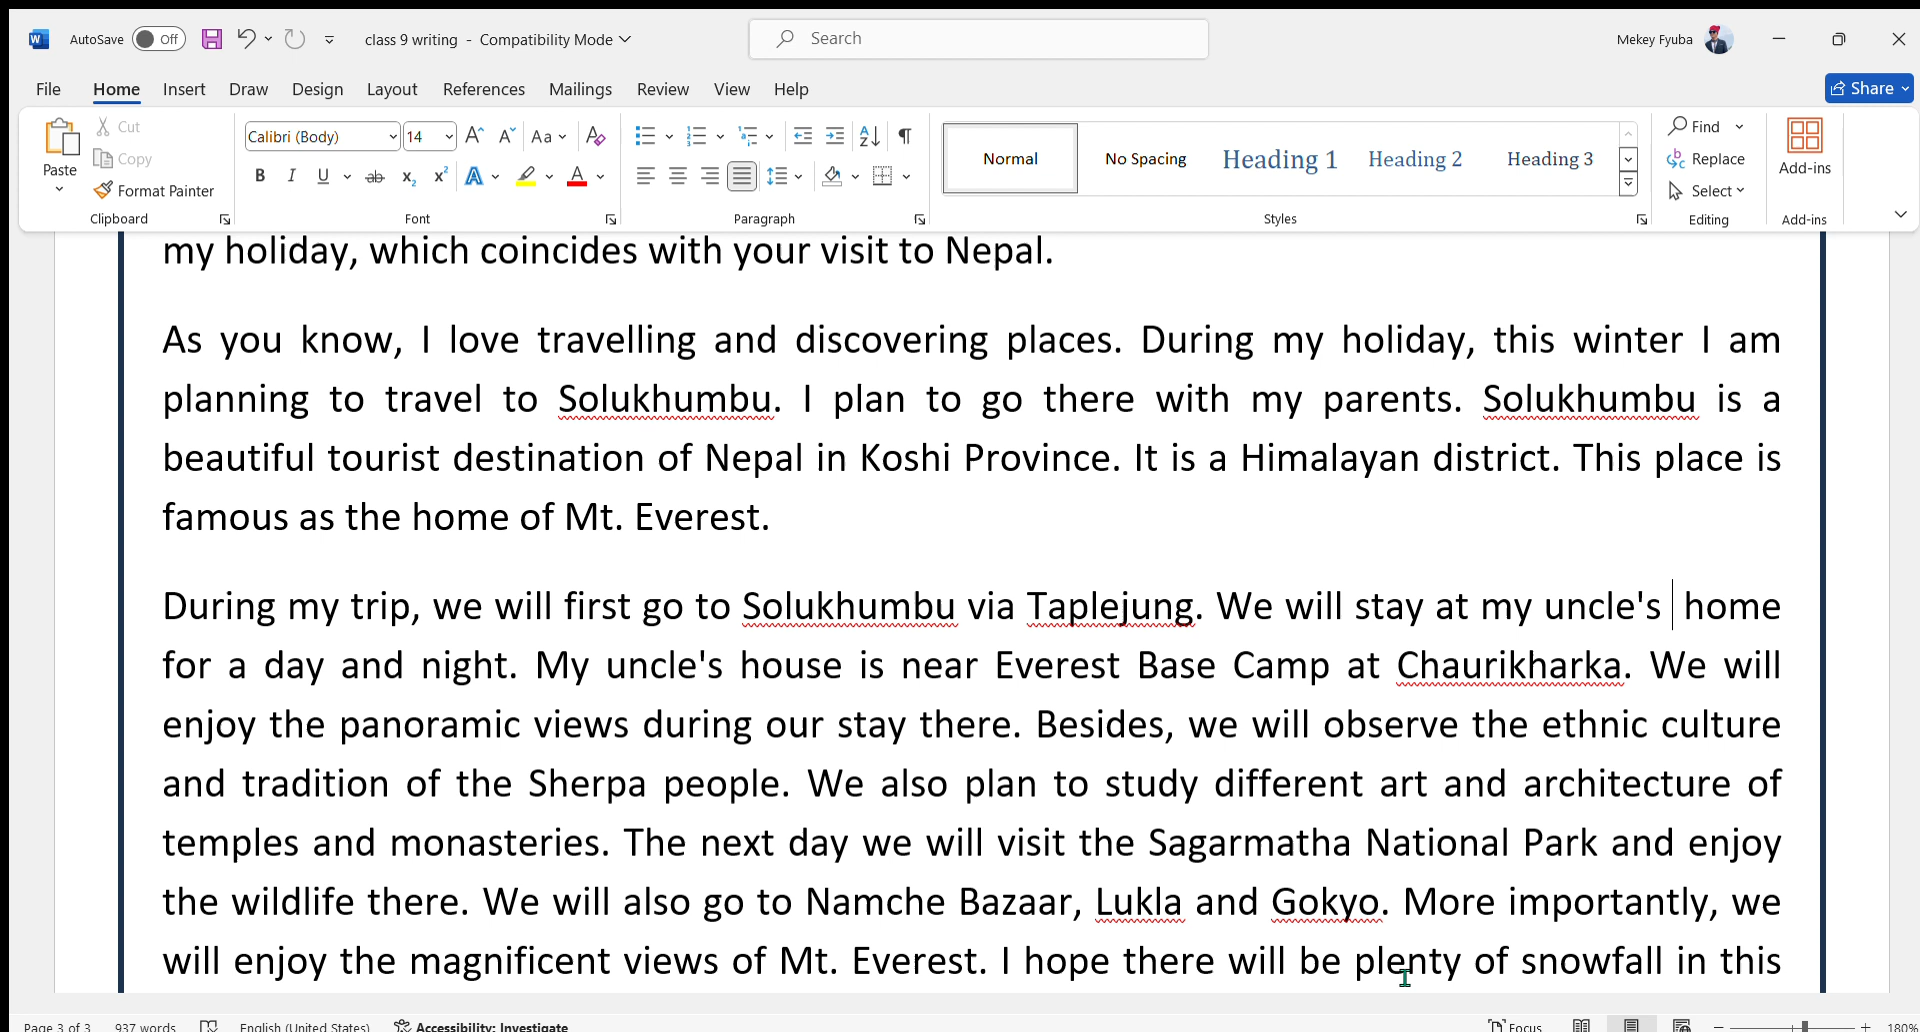 W AutoSave Off class 9 writing - Compatibility Mode Search Mekey Fyuba
File Home Insert Draw Design Layout References Mailings Review View Help Share
Paste Cut Copy Format Painter Clipboard
Calibri (Body) 14 A A Aa A B I U ab x₂ x² A A Font
A Z ¶ Paragraph
Normal No Spacing Heading 1 Heading 2 Heading 3 Styles
Find Replace Select Editing
Add-ins Add-ins
my holiday, which coincides with your visit to Nepal.
As you know, I love travelling and discovering places. During my holiday, this winter I am
planning to travel to Solukhumbu. I plan to go there with my parents. Solukhumbu is a
beautiful tourist destination of Nepal in Koshi Province. It is a Himalayan district. This place is
famous as the home of Mt. Everest.
During my trip, we will first go to Solukhumbu via Taplejung. We will stay at my uncle's home
for a day and night. My uncle's house is near Everest Base Camp at Chaurikharka. We will
enjoy the panoramic views during our stay there. Besides, we will observe the ethnic culture
and tradition of the Sherpa people. We also plan to study different art and architecture of
temples and monasteries. The next day we will visit the Sagarmatha National Park and enjoy
the wildlife there. We will also go to Namche Bazaar, Lukla and Gokyo. More importantly, we
will enjoy the magnificent views of Mt. Everest. I hope there will be plenty of snowfall in this
Page 3 of 3 937 words English (United States) Accessibility: Investigate Focus 180%